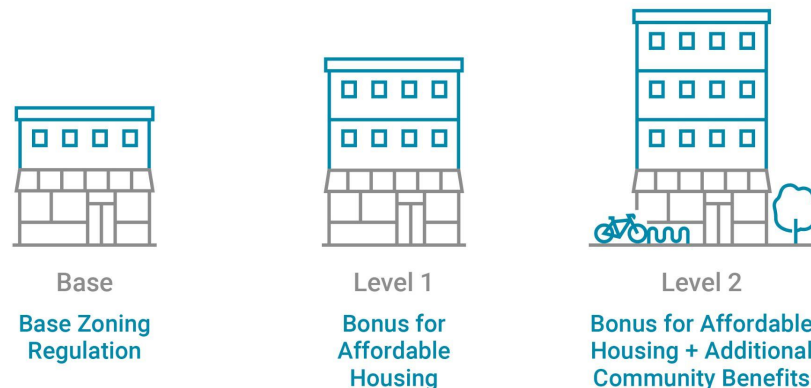 Base
Base Zoning
Regulation
Level 1
Bonus for
Affordable
Housing
Level 2
Bonus for Affordable
Housing + Additional
Community Benefits